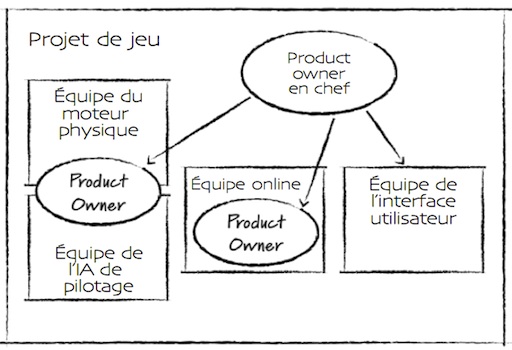 Projet de jeu
Product
owner
en chef
Équipe du
moteur
physique
Product
Owner
Équipe de
l'IA de
pilotage
Équipe online
Product
Owner
Équipe de
l'interface
utilisateur